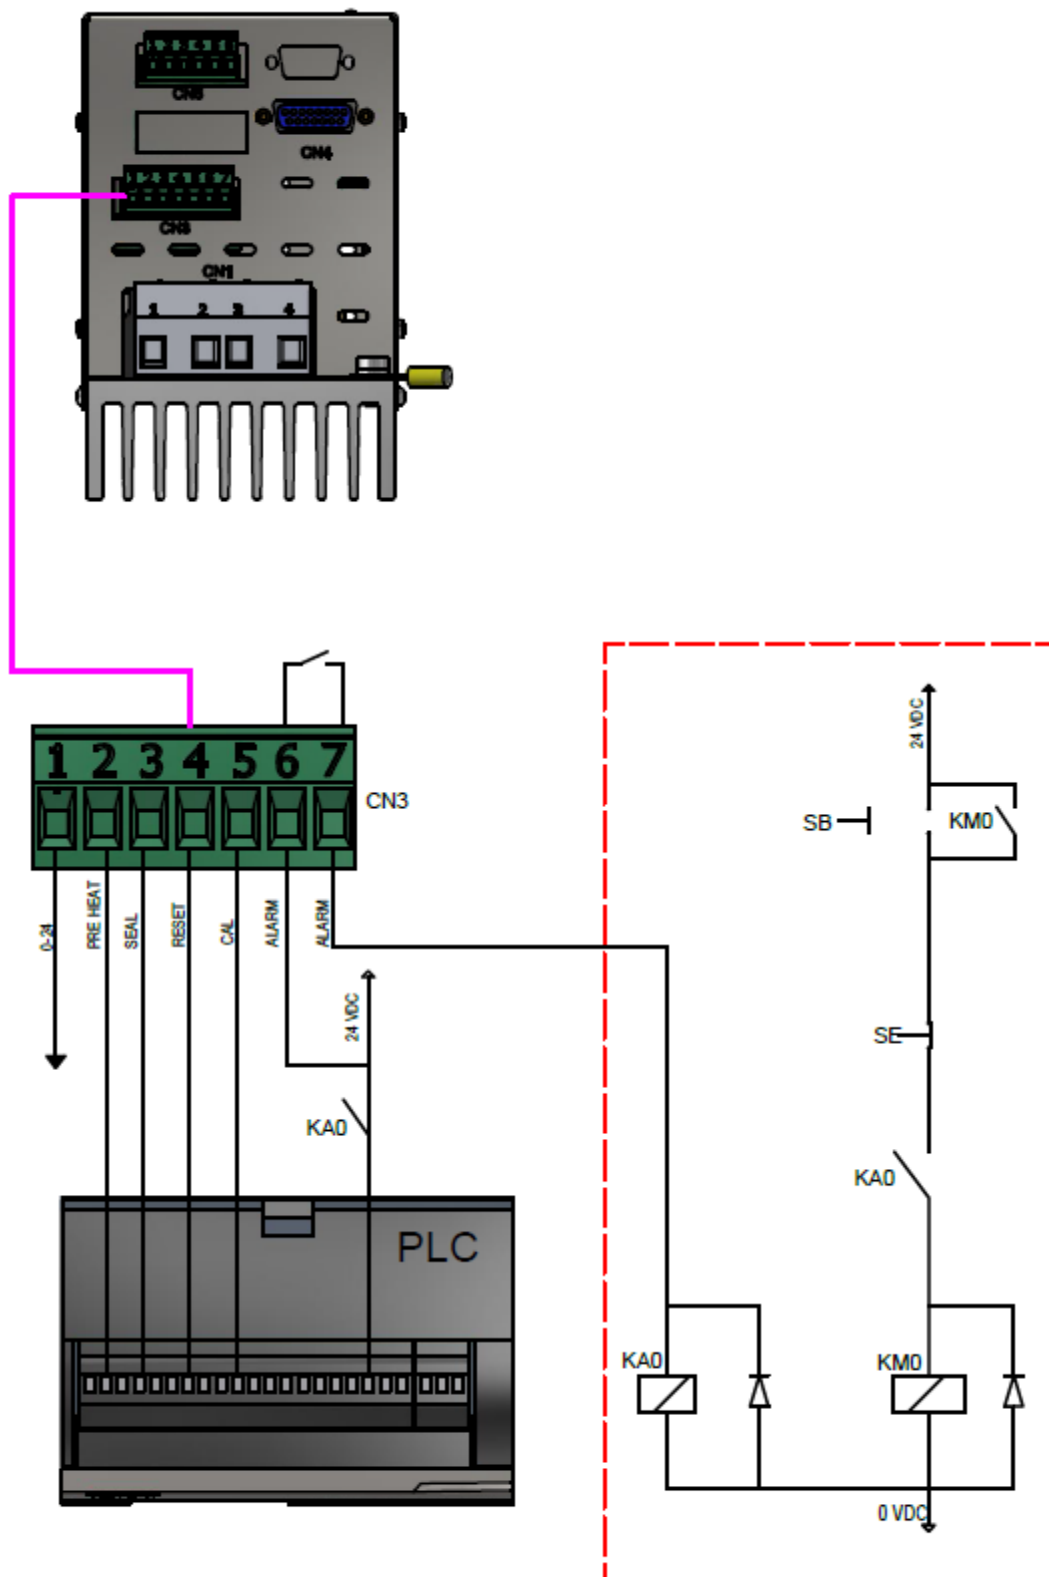 CN5
CN4
CN3
CN1
1 2 3 4
1 2 3 4 5 6 7
CN3
0-24
PRE HEAT
SEAL
RESET
CAL
ALARM
ALARM
24 VDC
KA0
PLC
24 VDC
SB
KM0
SE
KA0
KA0
KM0
0 VDC